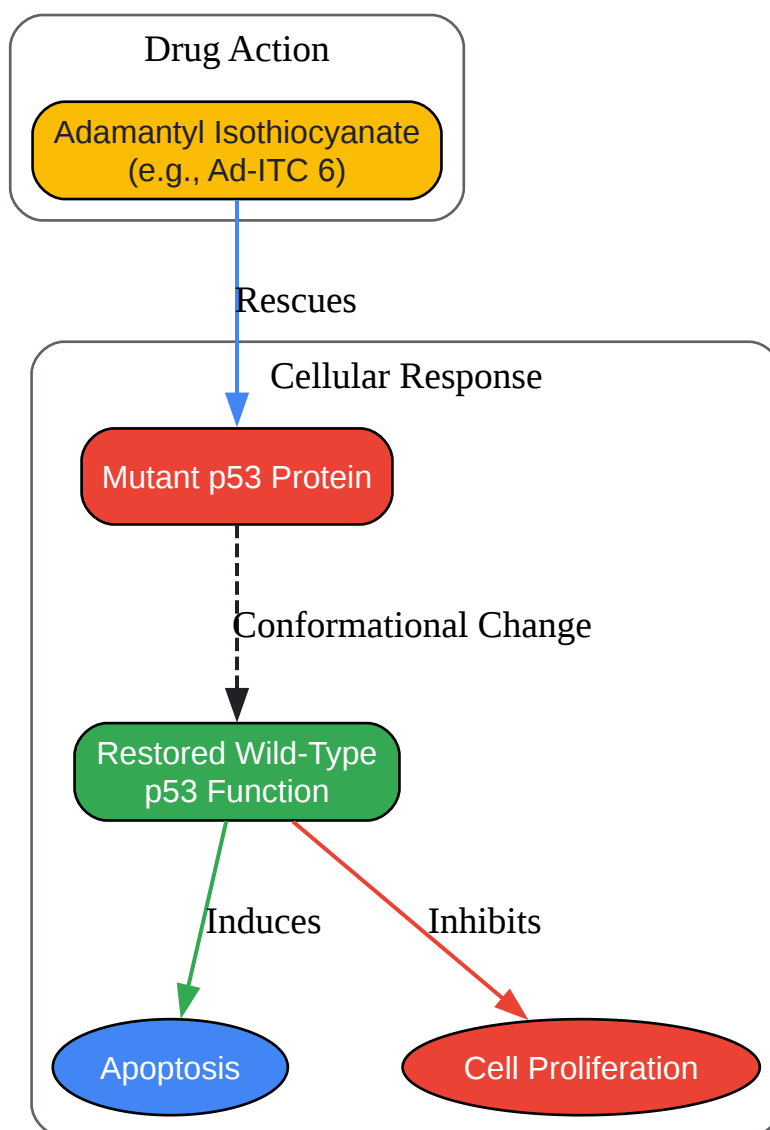 Drug Action
Adamantyl Isothiocyanate
(e.g., Ad-ITC 6)
Rescues
Cellular Response
Mutant p53 Protein
Conformational Change
Restored Wild-Type
p53 Function
Induces
Inhibits
Apoptosis
Cell Proliferation